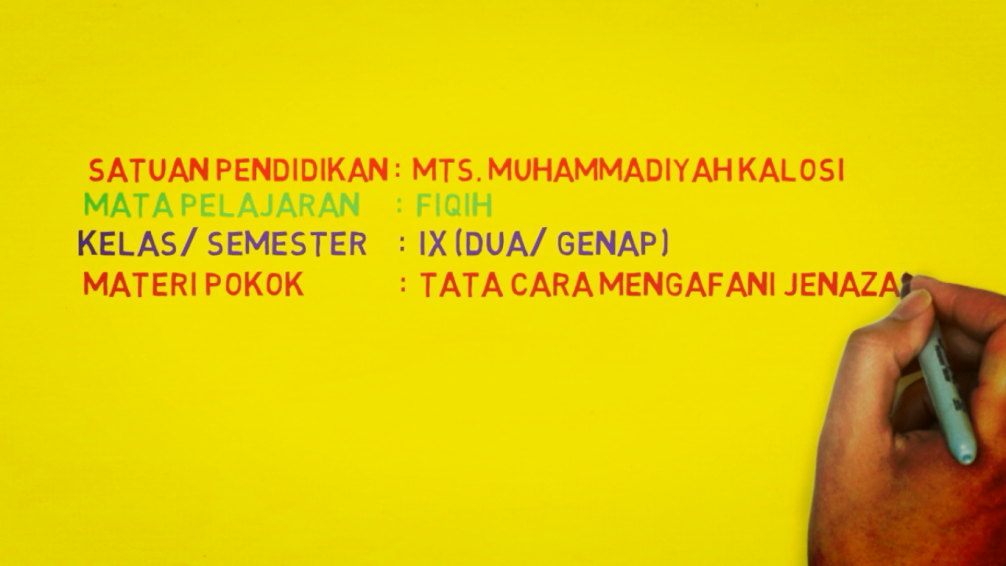 SATUAN PENDIDIKAN : MTS. MUHAMMADIYAH KALOSI
MATA PELAJARAN : FIQIH
KELAS/ SEMESTER : IX (DUA/ GENAP)
MATERI POKOK : TATA CARA MENGAFANI JENAZA